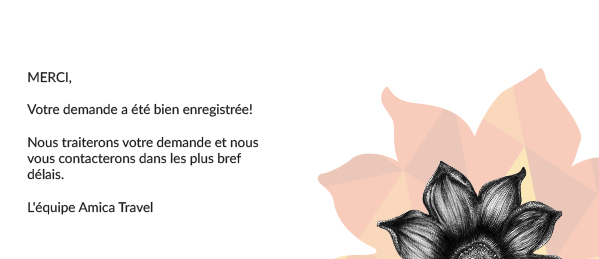 MERCI,
Votre demande a été bien enregistrée!
Nous traiterons votre demande et nous
vous contacterons dans les plus bref
délais.
L'équipe Amica Travel